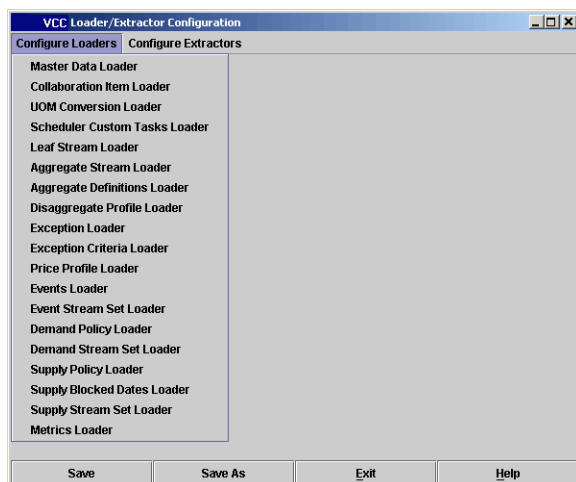 VCC Loader/Extractor Configuration
Configure Loaders Configure Extractors
Master Data Loader
Collaboration Item Loader
UOM Conversion Loader
Scheduler Custom Tasks Loader
Leaf Stream Loader
Aggregate Stream Loader
Aggregate Definitions Loader
Disaggregate Profile Loader
Exception Loader
Exception Criteria Loader
Price Profile Loader
Events Loader
Event Stream Set Loader
Demand Policy Loader
Demand Stream Set Loader
Supply Policy Loader
Supply Blocked Dates Loader
Supply Stream Set Loader
Metrics Loader
Save Save As Exit Help